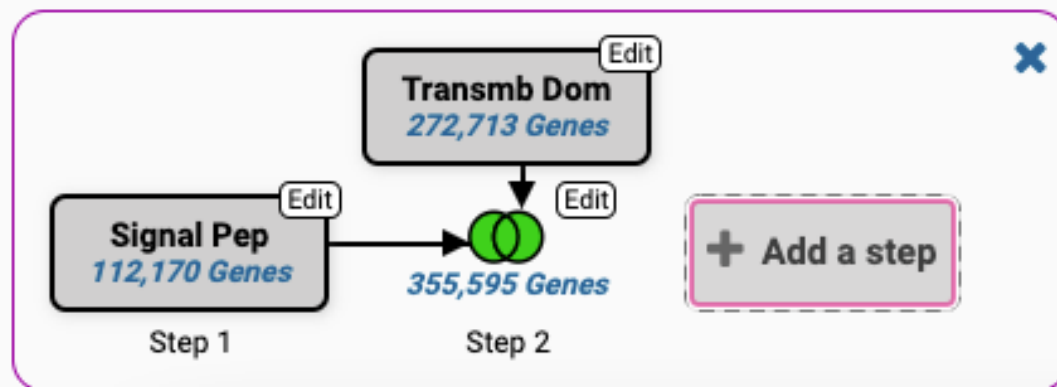 Edit
Transmb Dom
272,713 Genes
Edit
Edit
Signal Pep
112,170 Genes
355,595 Genes
Add a step
Step 1
Step 2